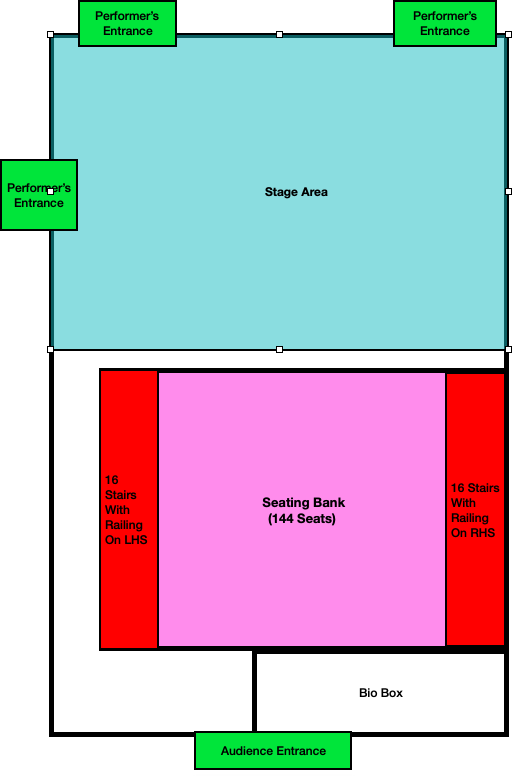 Performer's
Entrance
Performer's
Entrance
Performer's
Entrance
Stage Area
16
Stairs
With
Railing
On LHS
Seating Bank
(144 Seats)
16 Stairs
With
Railing
On RHS
Bio Box
Audience Entrance